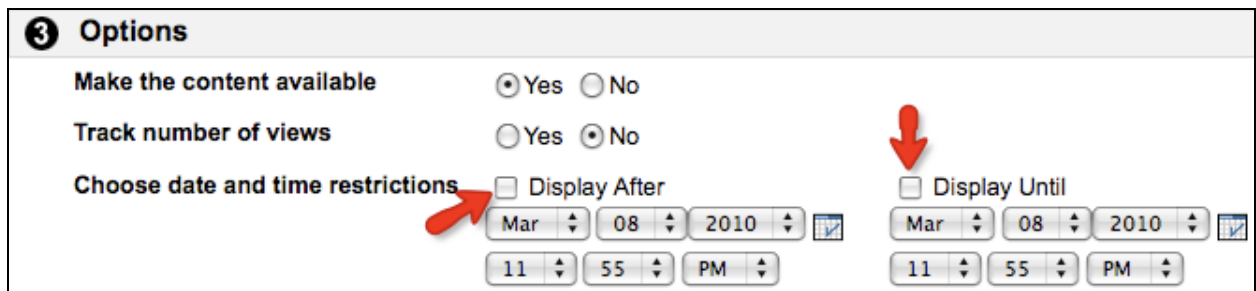 3 Options
Make the content available Yes No
Track number of views Yes No
Choose date and time restrictions Display After Display Until
Mar 08 2010 Mar 08 2010
11 55 PM 11 55 PM